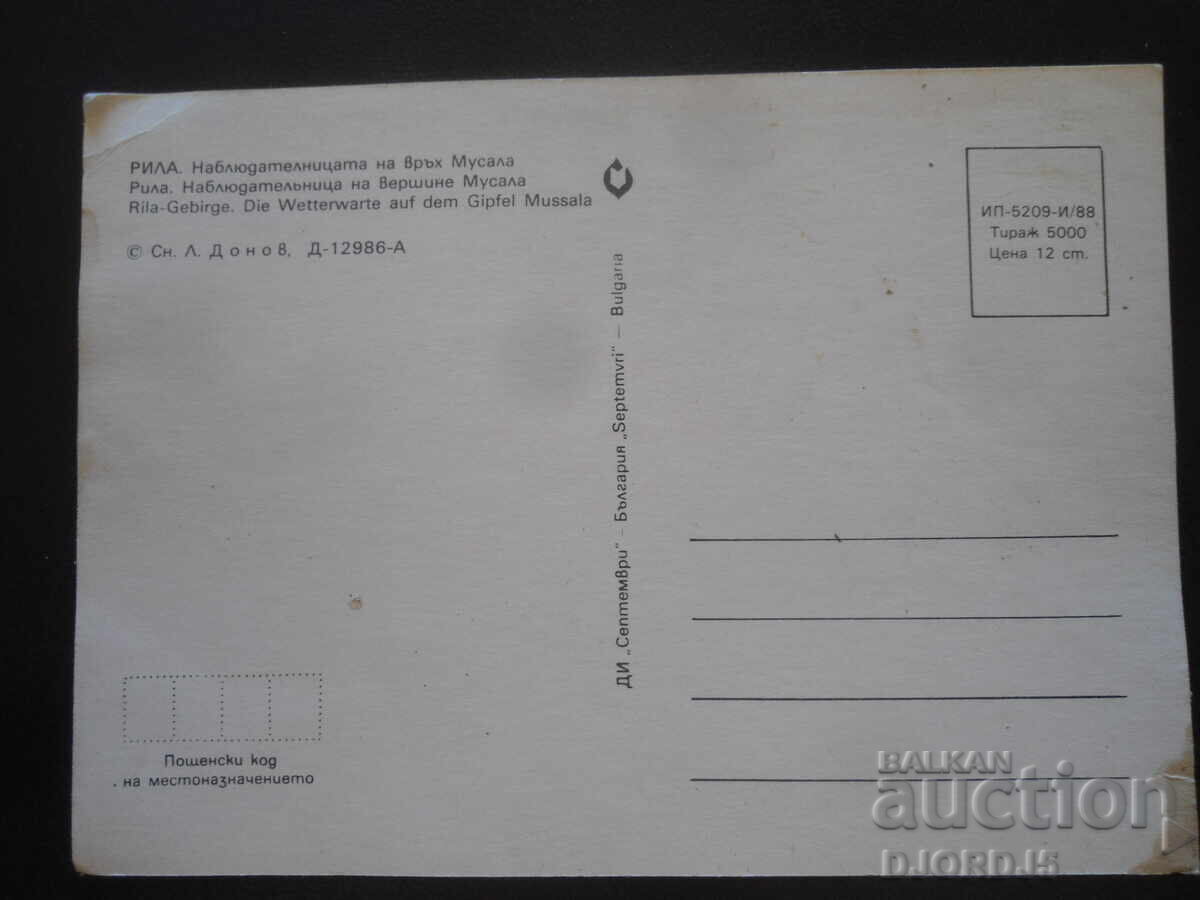 РИЛА. Наблюдателницата на връх Мусала
Рила. Наблюдательница на вершине Мусала
Rila-Gebirge. Die Wetterwarte auf dem Gipfel Mussala
© Сн. Л. Донов, Д-12986-А
ИП-5209-И/88
Тираж 5000
Цена 12 ст.
ДИ „Септември" - България „Septemvri" — Bulgaria
Пощенски код
на местоназначението
BALKAN
auction
DJORDJ5